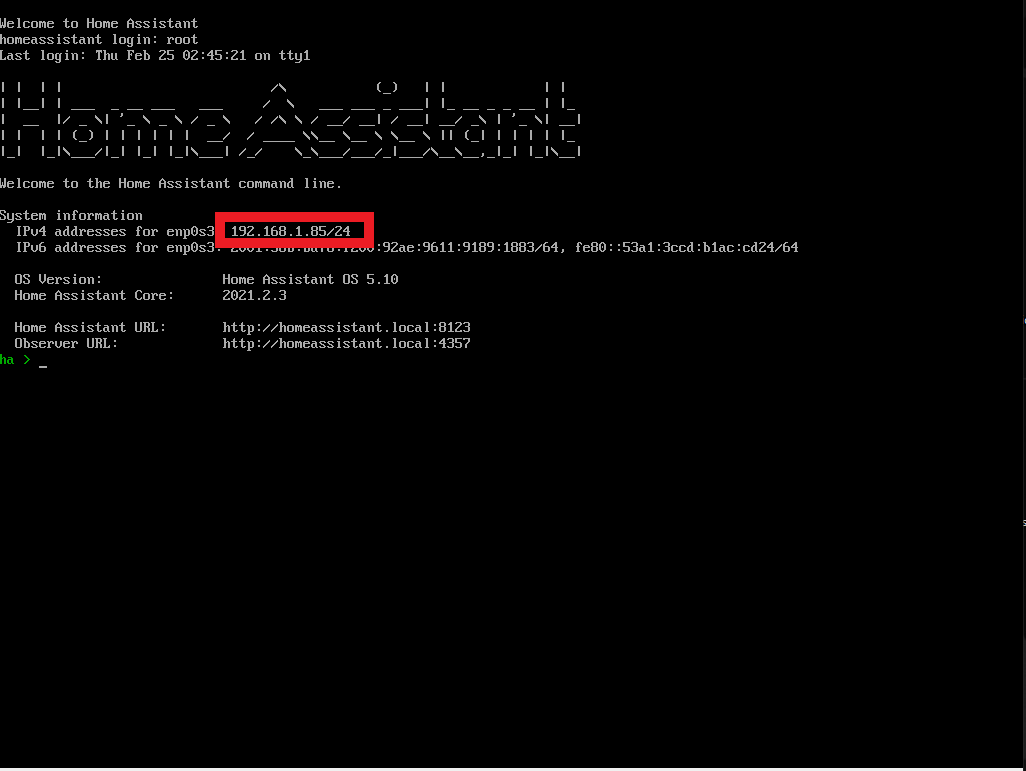 Welcome to Home Assistant
homeassistant login: root
Last login: Thu Feb 25 02:45:21 on tty1
Home Assistant
Welcome to the Home Assistant command line.
System information
IPv4 addresses for enp0s3: 192.168.1.85/24
IPv6 addresses for enp0s3: :92ae:9611:9189:1883/64, fe80::53a1:3ccd:b1ac:cd24/64
OS Version: Home Assistant OS 5.10
Home Assistant Core: 2021.2.3
Home Assistant URL: http://homeassistant.local:8123
Observer URL: http://homeassistant.local:4357
ha > _